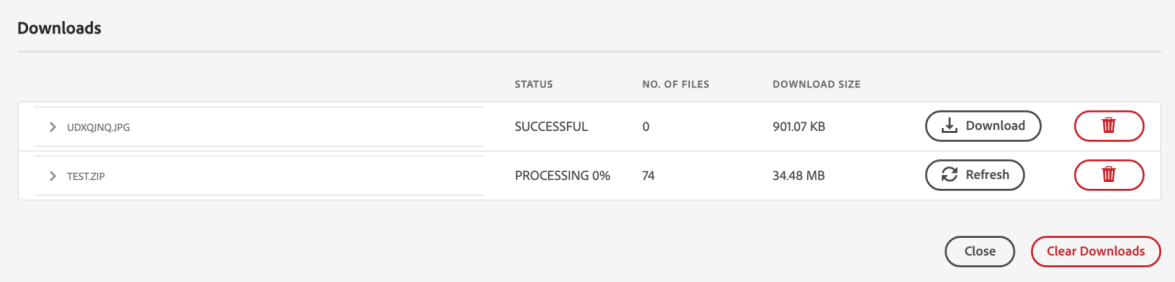 Downloads
STATUS NO. OF FILES DOWNLOAD SIZE
UDXQJNQ.JPG SUCCESSFUL 0 901.07 KB Download
TEST.ZIP PROCESSING 0% 74 34.48 MB Refresh
Close Clear Downloads